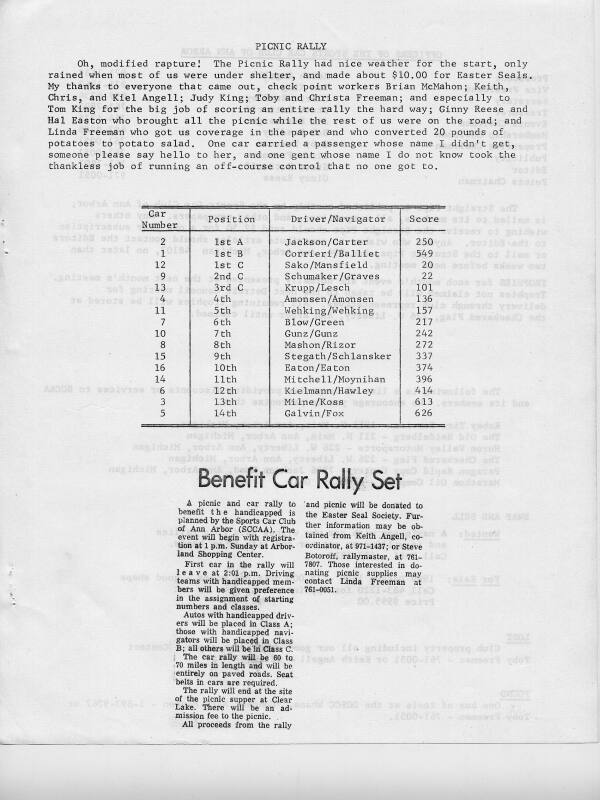 PICNIC RALLY
Oh, modified rapture! The Picnic Rally had nice weather for the start, only
rained when most of us were under shelter, and made about $10.00 for Easter Seals.
My thanks to everyone that came out, check point workers Brian McMahon; Keith,
Chris, and Kiel Angell; Judy King; Toby and Christa Freeman; and especially to
Tom King for the big job of scoring an entire rally the hard way; Ginny Reese and
Hal Easton who brought all the picnic while the rest of us were on the road; and
Linda Freeman who got us coverage in the paper and who converted 20 pounds of
potatoes to potato salad. One car carried a passenger whose name I didn't get,
someone please say hello to her, and one gent whose name I do not know took the
thankless job of running an off-course control that no one got to.
Car Number Position Driver/Navigator Score
2 1st A Jackson/Carter 250
1 1st B Corrieri/Balliet 549
12 1st C Sako/Mansfield 20
9 2nd C Schumaker/Graves 22
13 3rd C Krupp/Lesch 101
4 4th Amonsen/Amonsen 136
11 5th Wehking/Wehking 157
7 6th Blow/Green 217
10 7th Gunz/Gunz 242
8 8th Mashon/Rizor 272
15 9th Stegath/Schlansker 337
16 10th Eaton/Eaton 374
14 11th Mitchell/Moynihan 396
6 12th Kielmann/Hawley 414
3 13th Milne/Koss 613
5 14th Galvin/Fox 626
Benefit Car Rally Set
A picnic and car rally to
benefit the handicapped is
planned by the Sports Car Club
of Ann Arbor (SCCAA). The
event will begin with registra-
tion at 1 p.m. Sunday at Arbor-
land Shopping Center.
First car in the rally will
leave at 2:01 p.m. Driving
teams with handicapped mem-
bers will be given preference
in the assignment of starting
numbers and classes.
Autos with handicapped driv-
ers will be placed in Class A;
those with handicapped navi-
gators will be placed in Class
B; all others will be in Class C.
The car rally will be 60 to
70 miles in length and will be
entirely on paved roads. Seat
belts in cars are required.
The rally will end at the site
of the picnic supper at Clear
Lake. There will be an ad-
mission fee to the picnic.
All proceeds from the rally
and picnic will be donated to
the Easter Seal Society. Fur-
ther information may be ob-
tained from Keith Angell, co-
ordinator, at 971-1437; or Steve
Botoroff, rallymaster, at 761-
7807. Those interested in do-
nating picnic supplies may
contact Linda Freeman at
761-0051.